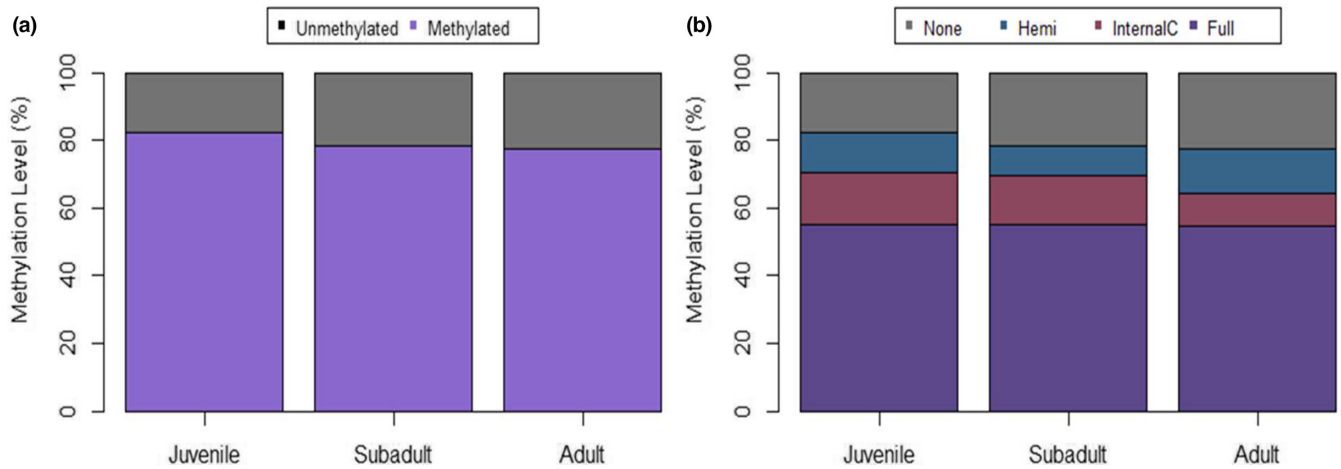 (a)
Unmethylated Methylated
Methylation Level (%)
100
80
60
40
20
0
Juvenile Subadult Adult
(b)
None Hemi InternalC Full
Methylation Level (%)
100
80
60
40
20
0
Juvenile Subadult Adult